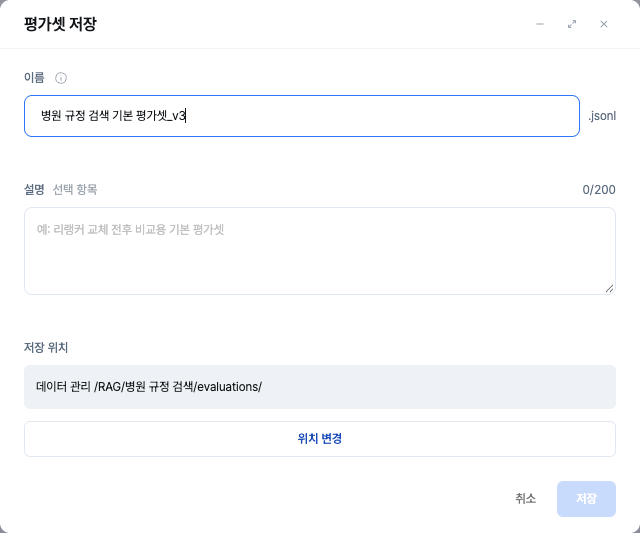 평가셋 저장
이름
병원 규정 검색 기본 평가셋_v3 .jsonl
설명 선택 항목 0/200
예: 리랭커 교체 전후 비교용 기본 평가셋
저장 위치
데이터 관리 /RAG/병원 규정 검색/evaluations/
위치 변경
취소 저장